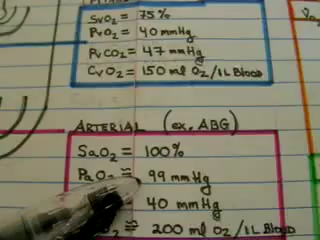 SvO2 = 75%
PvO2 = 40 mmHg
PvCO2 = 47 mmHg
CvO2 = 150 ml O2/1L Blood
ARTERIAL (ex. ABG)
SaO2 = 100%
PaO2 ≅ 99 mmHg
40 mmHg
O2 ≅ 200 ml O2/1L Blood